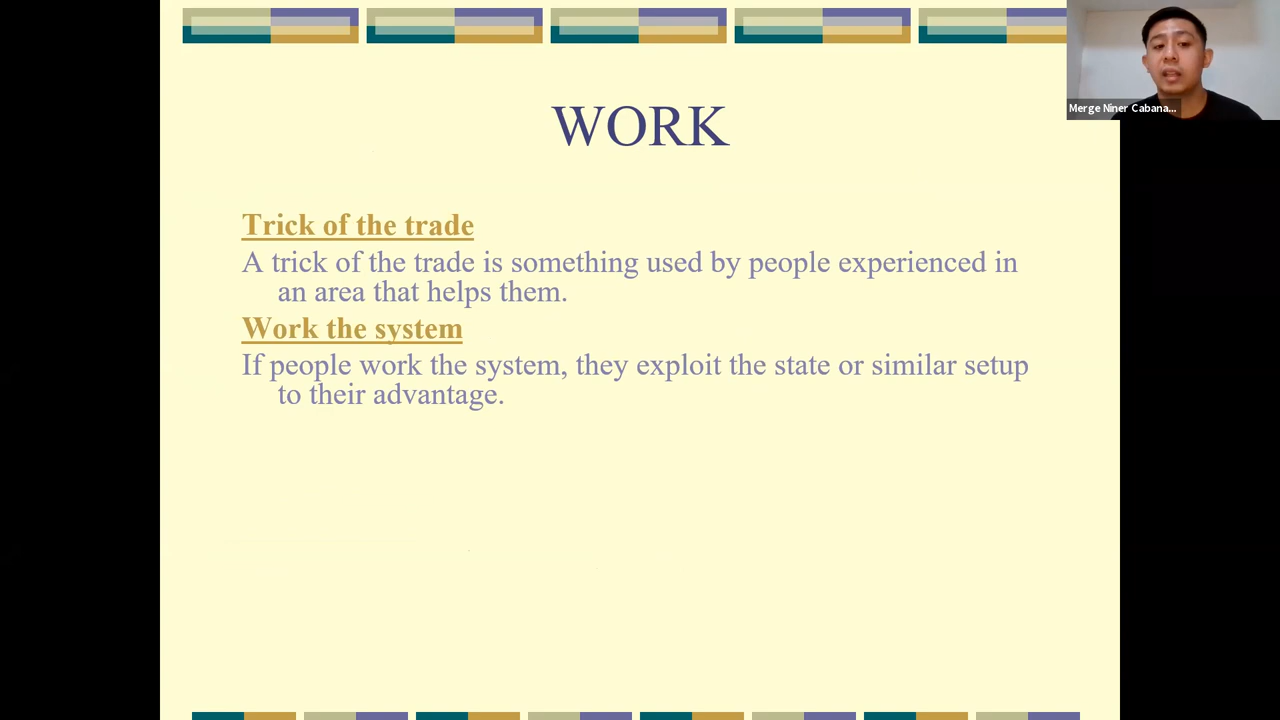 Merge Niner Cabana...
WORK
Trick of the trade
A trick of the trade is something used by people experienced in
an area that helps them.
Work the system
If people work the system, they exploit the state or similar setup
to their advantage.